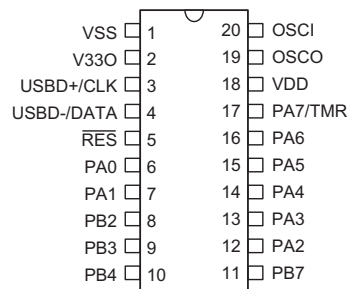 VSS 1 20 OSCI
V33O 2 19 OSCO
USBD+/CLK 3 18 VDD
USBD-/DATA 4 17 PA7/TMR
RES 5 16 PA6
PA0 6 15 PA5
PA1 7 14 PA4
PB2 8 13 PA3
PB3 9 12 PA2
PB4 10 11 PB7